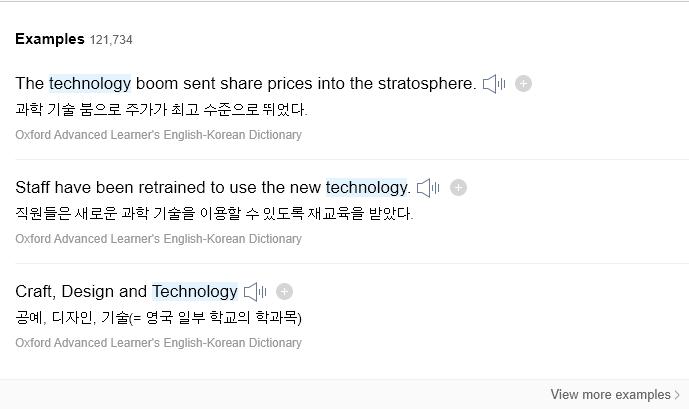 Examples 121,734
The technology boom sent share prices into the stratosphere.
과학 기술 붐으로 주가가 최고 수준으로 뛰었다.
Oxford Advanced Learner's English-Korean Dictionary
Staff have been retrained to use the new technology.
직원들은 새로운 과학 기술을 이용할 수 있도록 재교육을 받았다.
Oxford Advanced Learner's English-Korean Dictionary
Craft, Design and Technology
공예, 디자인, 기술(= 영국 일부 학교의 학과목)
Oxford Advanced Learner's English-Korean Dictionary
View more examples